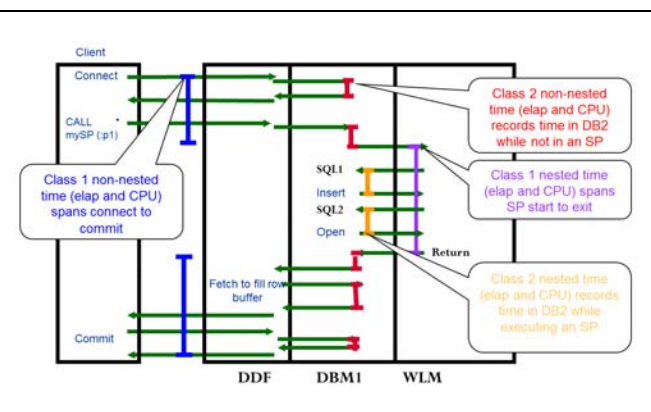 Client
Connect
CALL
mySP (:p1)
Class 2 non-nested
time (elap and CPU)
records time in DB2
while not in an SP
Class 1 non-nested
time (elap and CPU)
spans connect to
commit
SQL1
Insert
SQL2
Open
Class 1 nested time
(elap and CPU) spans
SP start to exit
Return
Class 2 nested time
(elap and CPU) records
time in DB2 while
executing an SP
Fetch to fill row
buffer
Commit
DDF
DBM1
WLM